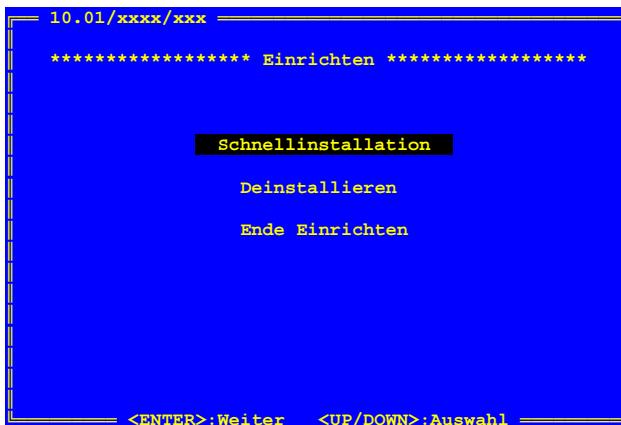 10.01/xxxx/xxx
****************** Einrichten ******************
Schnellinstallation
Deinstallieren
Ende Einrichten
<ENTER>:Weiter <UP/DOWN>:Auswahl